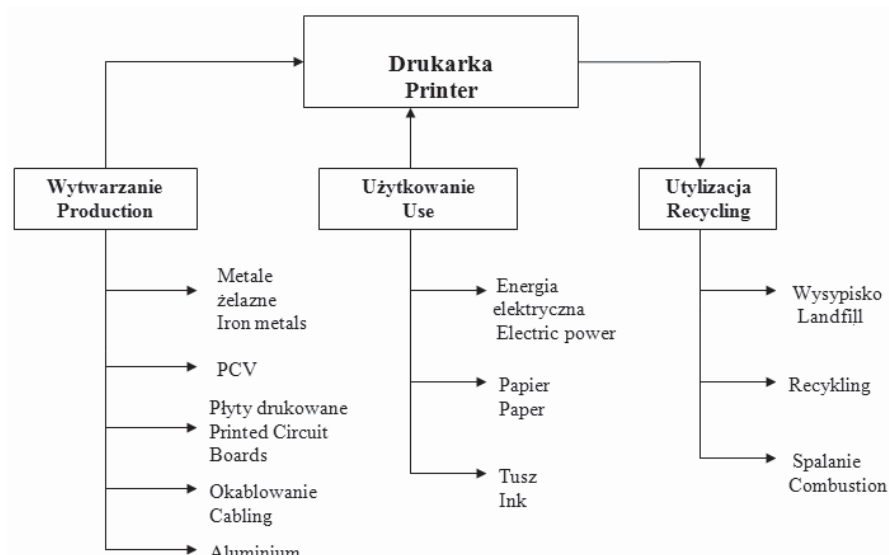 Drukarka
Printer
Wytwarzanie
Production
Użytkowanie
Use
Utylizacja
Recycling
Metale
żelazne
Iron metals
PCV
Płyty drukowane
Printed Circuit
Boards
Okablowanie
Cabling
Aluminium
Energia
elektryczna
Electric power
Papier
Paper
Tusz
Ink
Wysypisko
Landfill
Recykling
Spalanie
Combustion